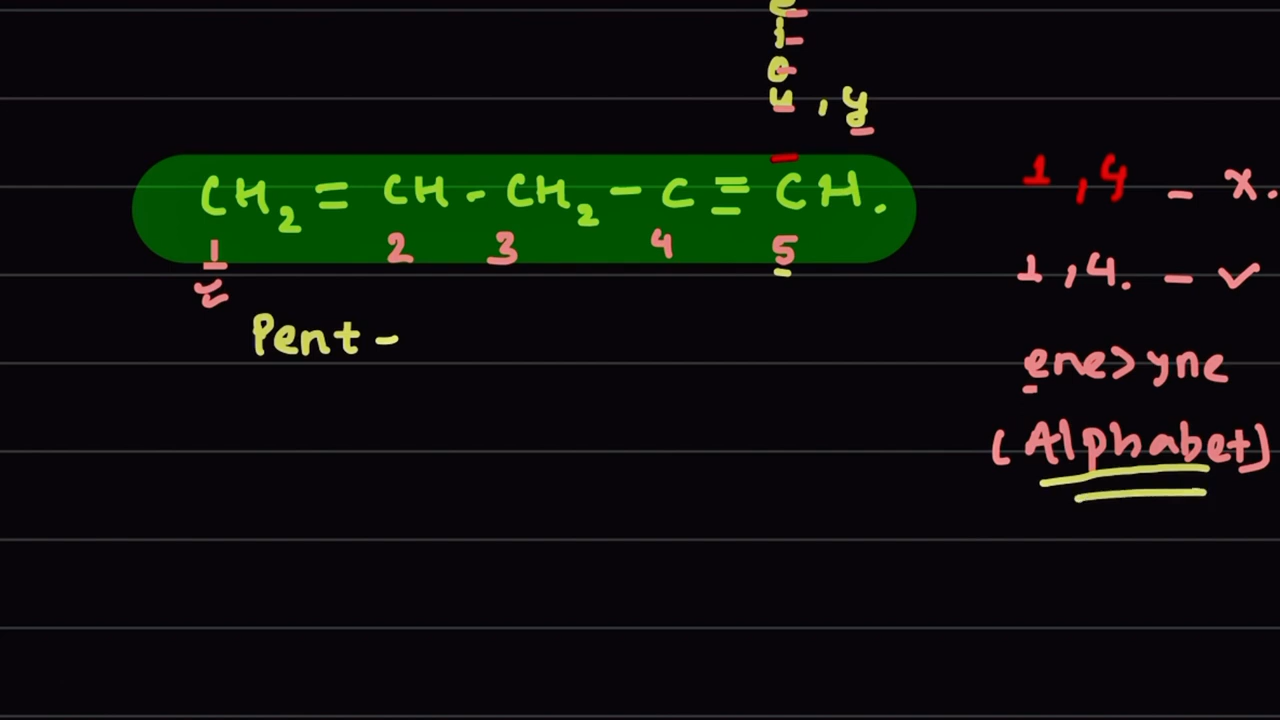 e
i
o
u , y
CH₂ = CH - CH₂ - C ≡ CH.
1 2 3 4 5
Pent -
1 , 4 - x.
1 , 4. - ✓
ene > yne
(Alphabet)